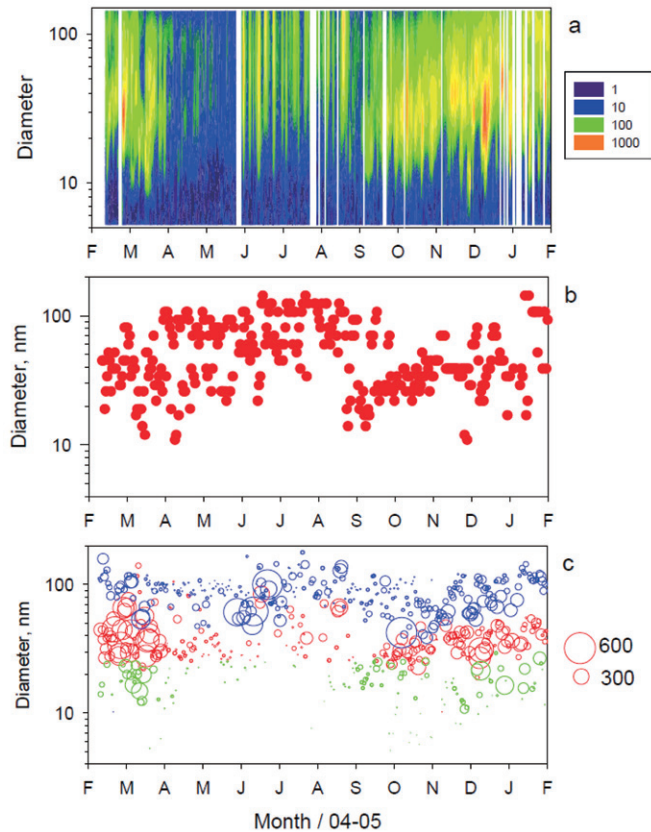 a
100
10
Diameter
F M A M J J A S O N D J F
1
10
100
1000
b
100
10
Diameter, nm
F M A M J J A S O N D J F
c
100
10
Diameter, nm
600
300
F M A M J J A S O N D J F
Month / 04-05